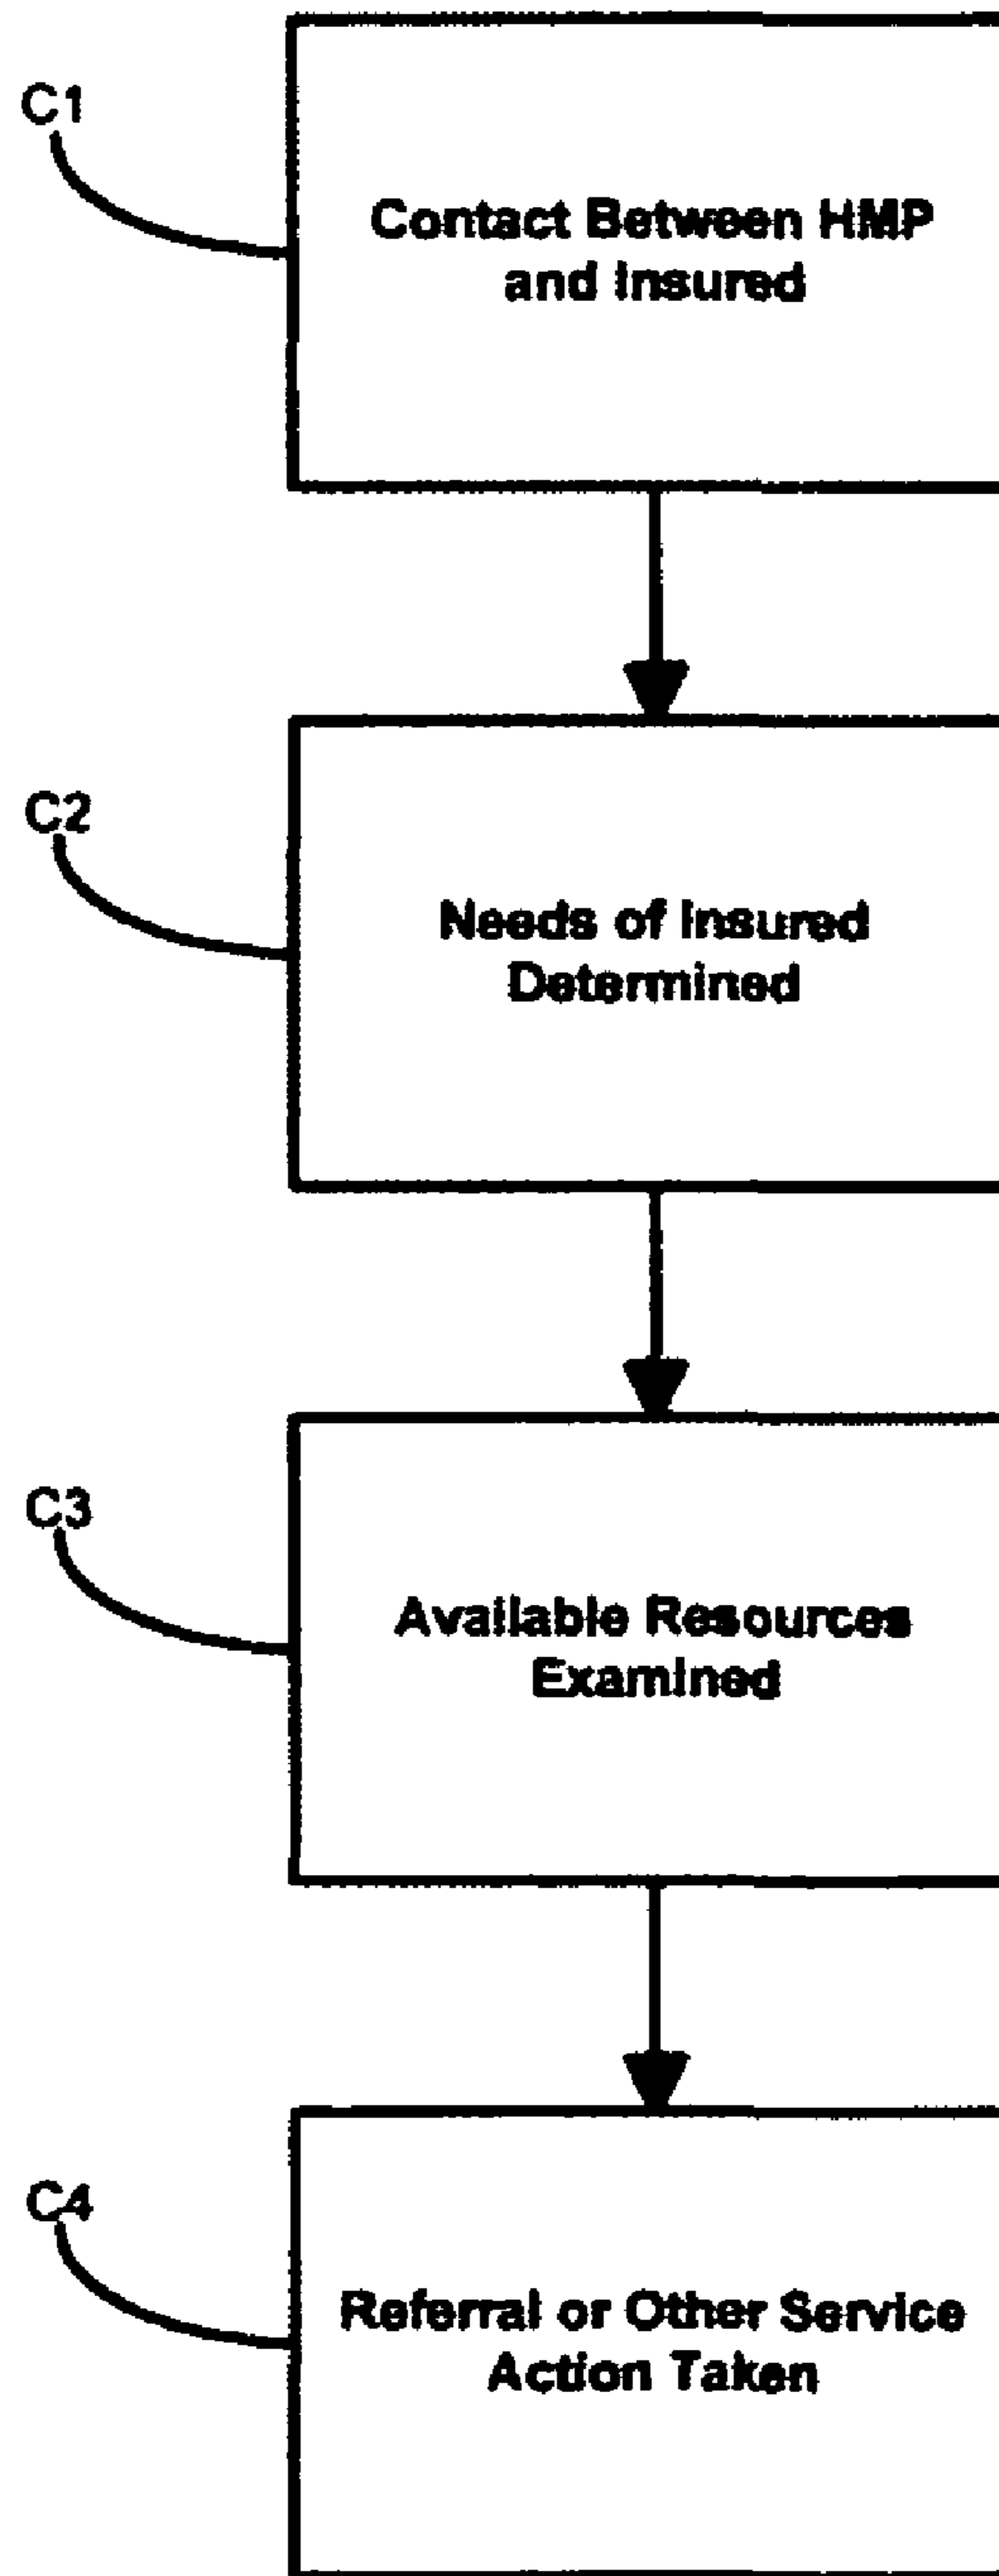 C1
Contact Between HMP
and Insured
C2
Needs of Insured
Determined
C3
Available Resources
Examined
C4
Referral or Other Service
Action Taken